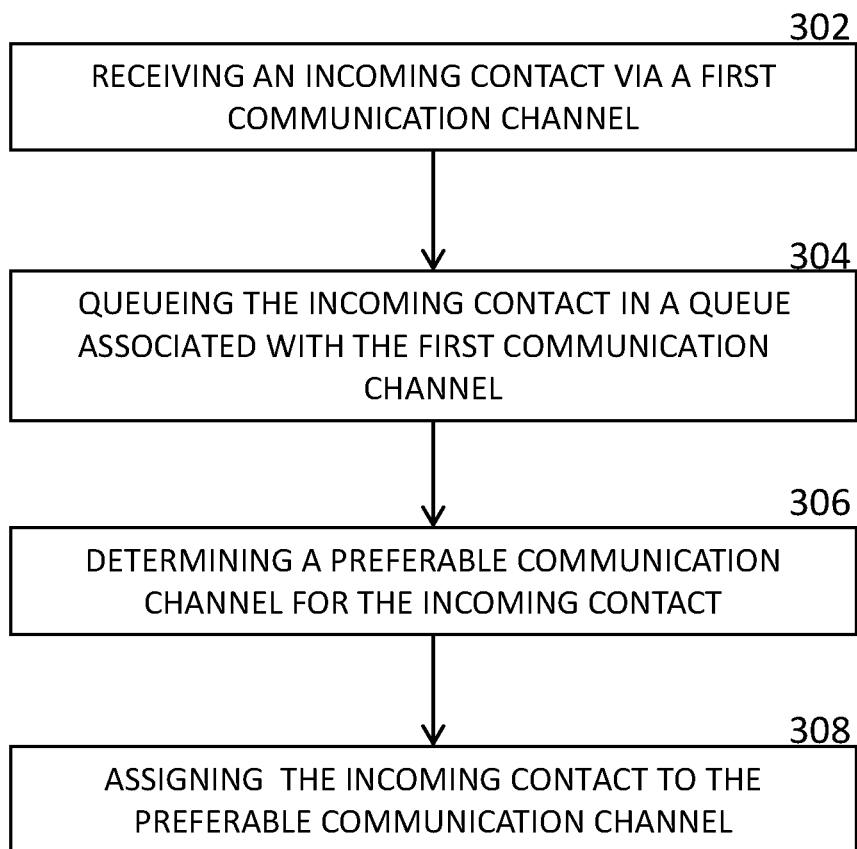 302
RECEIVING AN INCOMING CONTACT VIA A FIRST
COMMUNICATION CHANNEL
304
QUEUEING THE INCOMING CONTACT IN A QUEUE
ASSOCIATED WITH THE FIRST COMMUNICATION
CHANNEL
306
DETERMINING A PREFERABLE COMMUNICATION
CHANNEL FOR THE INCOMING CONTACT
308
ASSIGNING THE INCOMING CONTACT TO THE
PREFERABLE COMMUNICATION CHANNEL